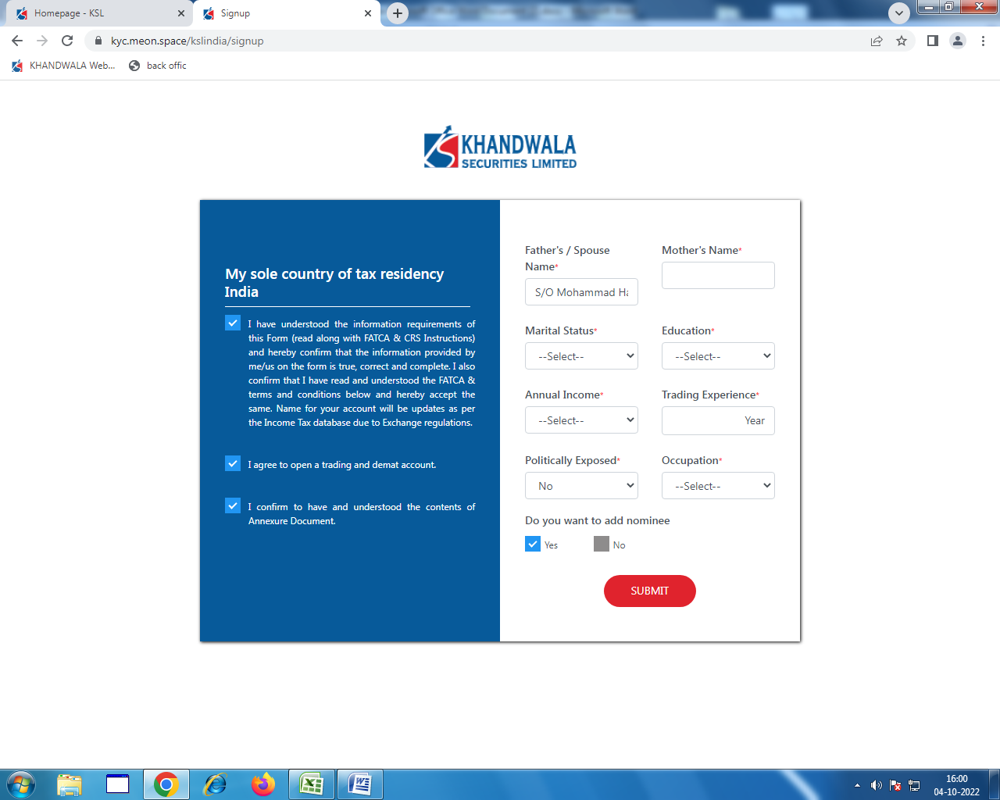 Homepage - KSL
Signup
kyc.meon.space/kslindia/signup
KHANDWALA Web...
back offic
KHANDWALA
SECURITIES LIMITED
My sole country of tax residency
India
I have understood the information requirements of
this Form (read along with FATCA & CRS Instructions)
and hereby confirm that the information provided by
me/us on the form is true, correct and complete. I also
confirm that I have read and understood the FATCA &
terms and conditions below and hereby accept the
same. Name for your account will be updates as per
the Income Tax database due to Exchange regulations.
I agree to open a trading and demat account.
I confirm to have and understood the contents of
Annexure Document.
Father's / Spouse
Name*
Mother's Name*
S/O Mohammad Ha
Marital Status*
Education*
--Select--
--Select--
Annual Income*
Trading Experience*
--Select--
Year
Politically Exposed*
Occupation*
No
--Select--
Do you want to add nominee
Yes
No
SUBMIT
16:00
04-10-2022